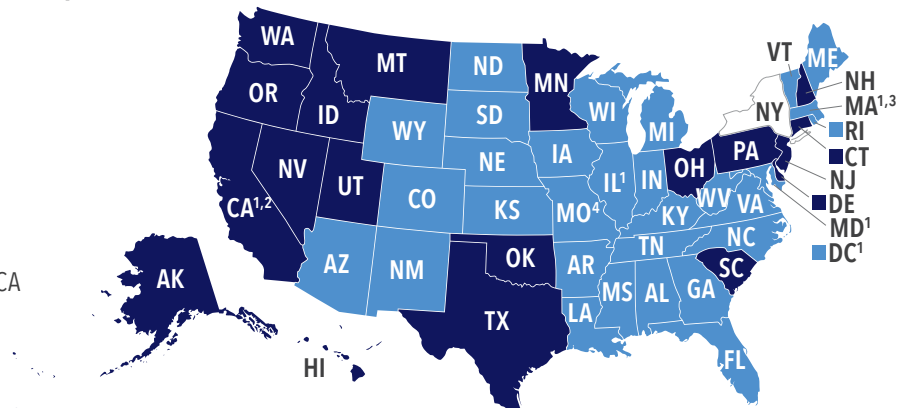 WA
MT
ND
MN
VT
ME
OR
ID
SD
WI
MI
NY
NH
MA1,3
RI
WY
CT
NV
UT
NE
IA
IL1
IN
OH
PA
NJ
DE
CA1,2
CO
KS
MO4
KY
WV
VA
MD1
DC1
AZ
NM
OK
AR
TN
NC
SC
MS
AL
GA
CA
AK
TX
LA
HI
FL